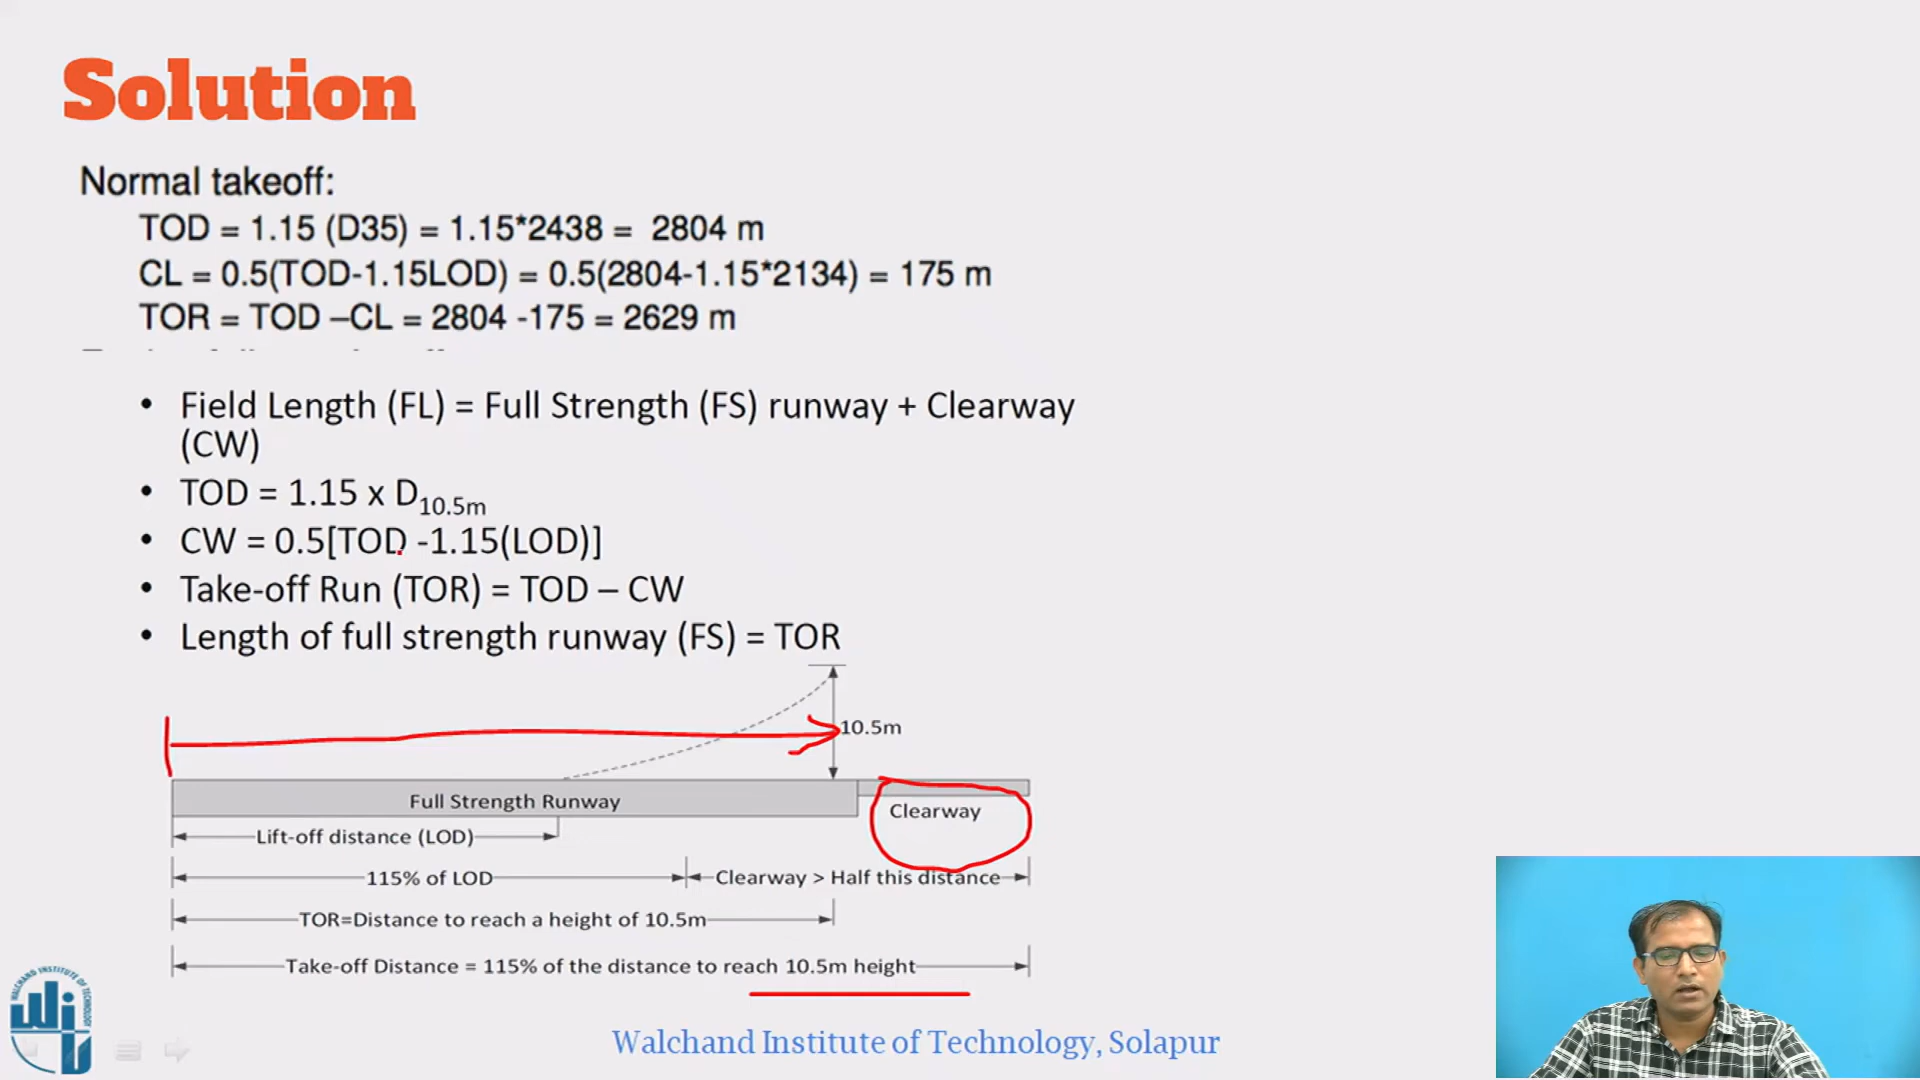 Solution
Normal takeoff:
TOD = 1.15 (D35) = 1.15*2438 = 2804 m
CL = 0.5(TOD-1.15LOD) = 0.5(2804-1.15*2134) = 175 m
TOR = TOD –CL = 2804 -175 = 2629 m
• Field Length (FL) = Full Strength (FS) runway + Clearway
(CW)
• TOD = 1.15 x D10.5m
• CW = 0.5[TOD -1.15(LOD)]
• Take-off Run (TOR) = TOD – CW
• Length of full strength runway (FS) = TOR
10.5m
Full Strength Runway
Clearway
Lift-off distance (LOD)
115% of LOD
Clearway > Half this distance
TOR=Distance to reach a height of 10.5m
Take-off Distance = 115% of the distance to reach 10.5m height
WALCHAND INSTITUTE OF TECHNOLOGY, SOLAPUR
Walchand Institute of Technology, Solapur